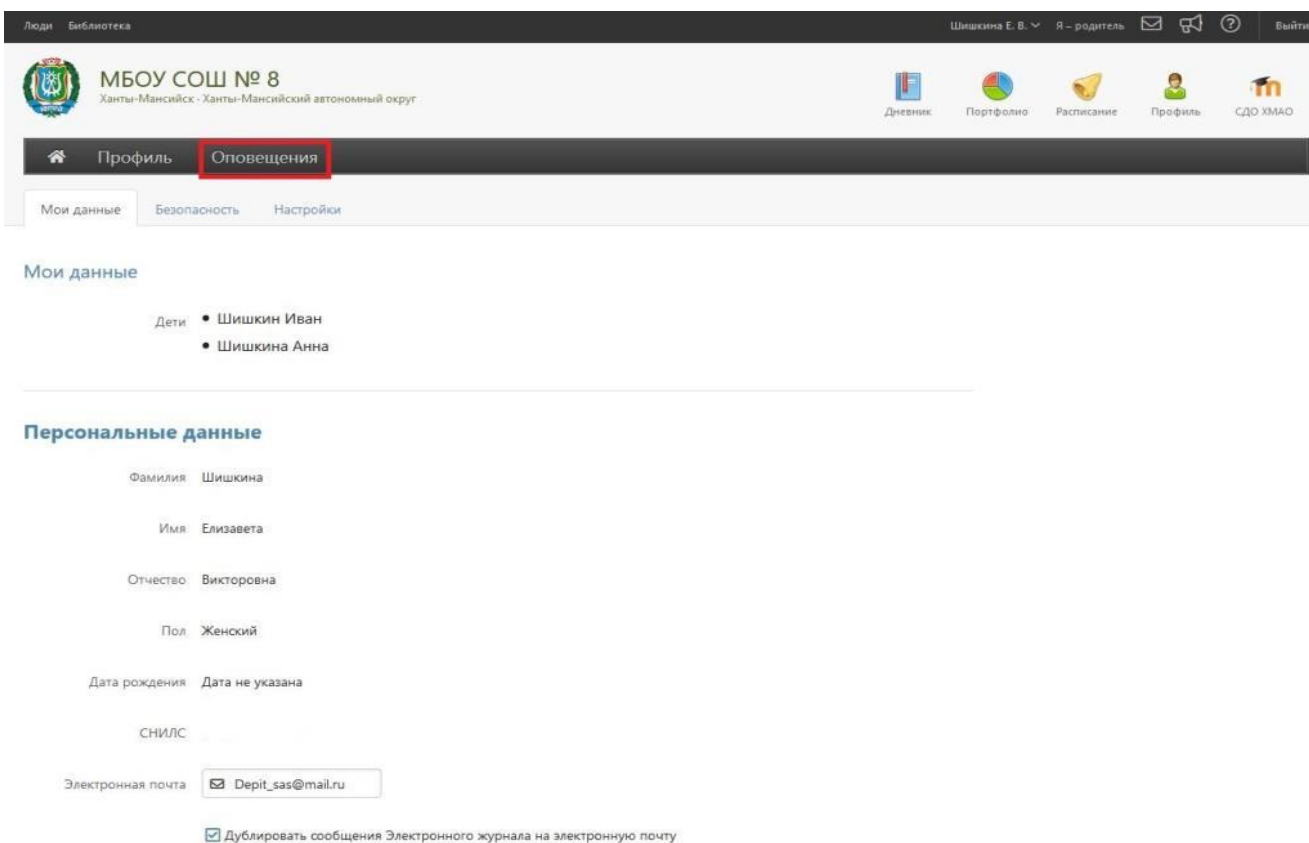 Люди Библиотека Шишкина Е. В. Я – родитель Выйти
МБОУ СОШ № 8
Ханты-Мансийск - Ханты-Мансийский автономный округ
Дневник Портфолио Расписание Профиль СДО ХМАО
Профиль Оповещения
Мои данные Безопасность Настройки
Мои данные
Дети • Шишкин Иван
• Шишкина Анна
Персональные данные
Фамилия Шишкина
Имя Елизавета
Отчество Викторовна
Пол Женский
Дата рождения Дата не указана
СНИЛС
Электронная почта Depit_sas@mail.ru
Дублировать сообщения Электронного журнала на электронную почту